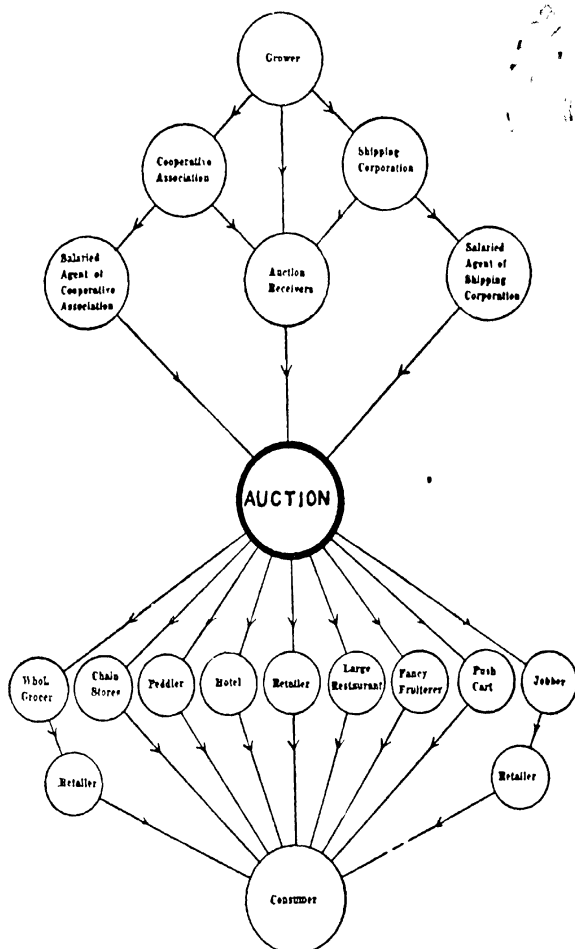 Grower
Cooperative
Association
Shipping
Corporation
Salaried
Agent of
Cooperative
Association
Auction
Receivers
Salaried
Agent of
Shipping
Corporation
AUCTION
Whol.
Grocer
Chain
Stores
Peddler
Hotel
Retailer
Large
Restaurant
Fancy
Fruiterer
Push
Cart
Jobber
Retailer
Retailer
Consumer